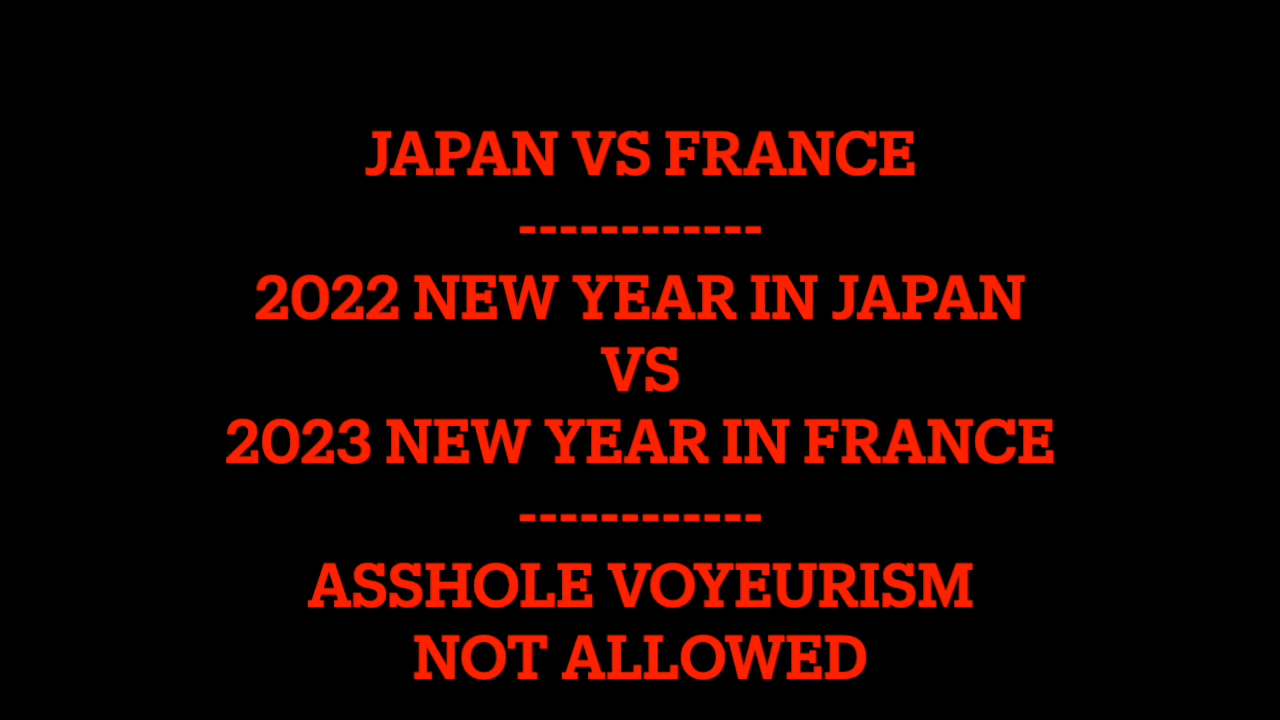 JAPAN VS FRANCE
------------
2022 NEW YEAR IN JAPAN
VS
2023 NEW YEAR IN FRANCE
------------
ASSHOLE VOYEURISM
NOT ALLOWED